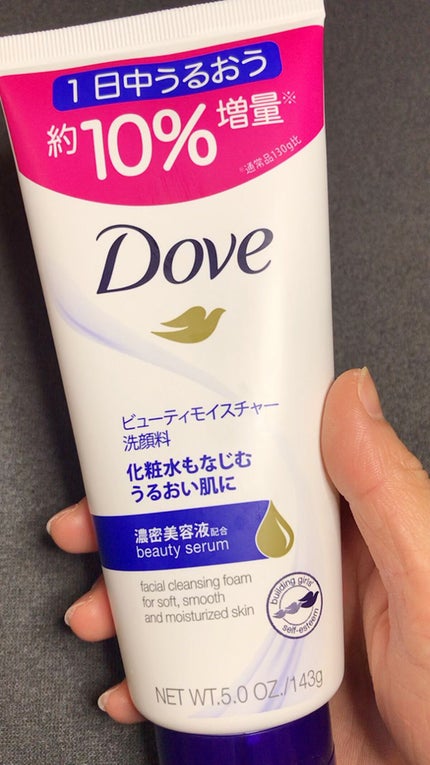 1日中うるおう
約10%増量※
※通常品130g比
Dove
ビューティモイスチャー
洗顔料
化粧水もなじむ
うるおい肌に
濃密美容液配合
beauty serum
facial cleansing foam
for soft, smooth
and moisturized skin
building girls'
self-esteem
NET WT.5.0 OZ./143g